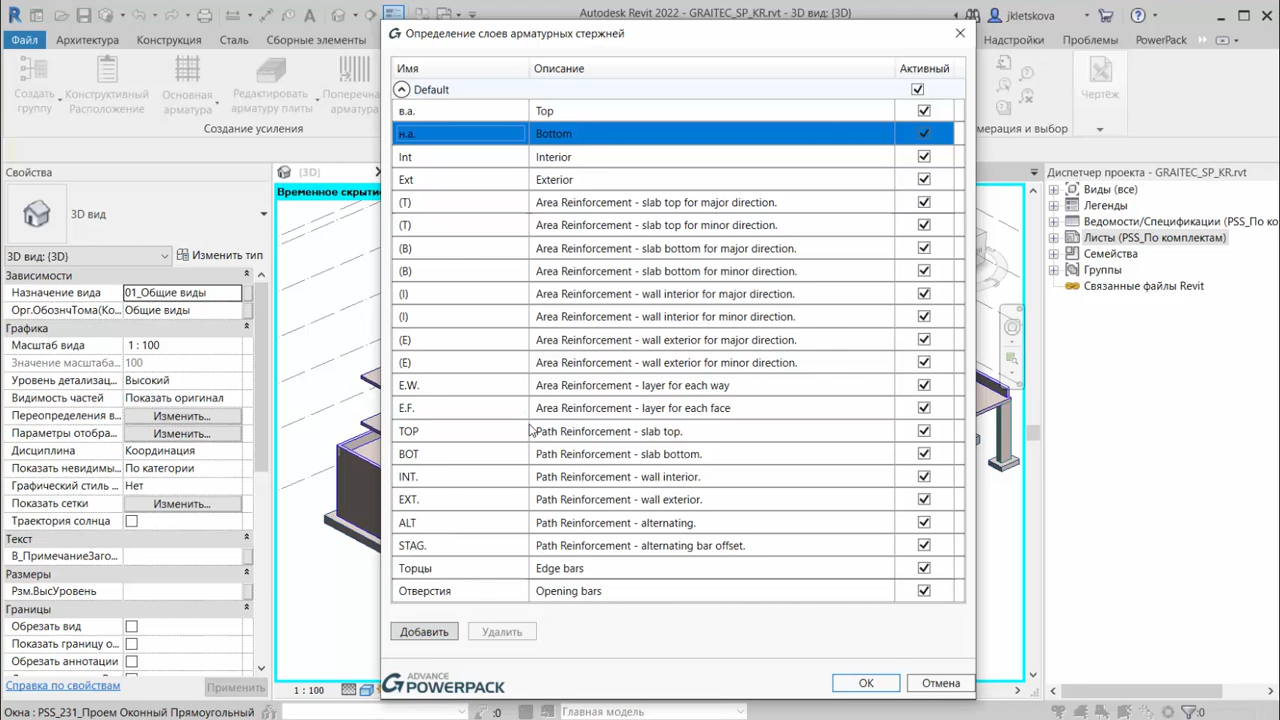 Autodesk Revit 2022 - GRAITEC_SP_KR.rvt - 3D вид: {3D}
jkletskova
Файл Архитектура Конструкция Сталь Сборные элементы
Надстройки Проблемы PowerPack
Создать группу
Конструктивный Расположение
Основная арматура
Редактировать арматуру плиты
Поперечная арматура
Создание усиления
Чертёж
мерация и выбор
Определение слоев арматурных стержней
Имя Описание Активный
Default
в.а. Top
н.а. Bottom
Int Interior
Ext Exterior
(T) Area Reinforcement - slab top for major direction.
(T) Area Reinforcement - slab top for minor direction.
(B) Area Reinforcement - slab bottom for major direction.
(B) Area Reinforcement - slab bottom for minor direction.
(I) Area Reinforcement - wall interior for major direction.
(I) Area Reinforcement - wall interior for minor direction.
(E) Area Reinforcement - wall exterior for major direction.
(E) Area Reinforcement - wall exterior for minor direction.
E.W. Area Reinforcement - layer for each way
E.F. Area Reinforcement - layer for each face
TOP Path Reinforcement - slab top.
BOT Path Reinforcement - slab bottom.
INT. Path Reinforcement - wall interior.
EXT. Path Reinforcement - wall exterior.
ALT Path Reinforcement - alternating.
STAG. Path Reinforcement - alternating bar offset.
Торцы Edge bars
Отверстия Opening bars
Добавить Удалить
ADVANCE
POWERPACK
OK Отмена
Свойства
3D вид
3D вид: {3D} Изменить тип
Зависимости
Назначение вида 01_Общие виды
Орг.ОбознчТома(Ко... Общие виды
Графика
Масштаб вида 1 : 100
Значение масштаба... 100
Уровень детализац... Высокий
Видимость частей Показать оригинал
Переопределения в... Изменить...
Параметры отобра... Изменить...
Дисциплина Координация
Показать невидимы... По категории
Графический стиль ... Нет
Показать сетки Изменить...
Траектория солнца
Текст
В_ПримечаниеЗаго...
Размеры
Рзм.ВысУровень
Границы
Обрезать вид
Показать границу о...
Обрезать аннотации
Справка по свойствам Применить
{3D}
Временное скрытие
1 : 100
Диспетчер проекта - GRAITEC_SP_KR.rvt
Виды (все)
Легенды
Ведомости/Спецификации (PSS_По ко
Листы (PSS_По комплектам)
Семейства
Группы
Связанные файлы Revit
Окна : PSS_231_Проем Оконный Прямоугольный
:0
Главная модель
:0